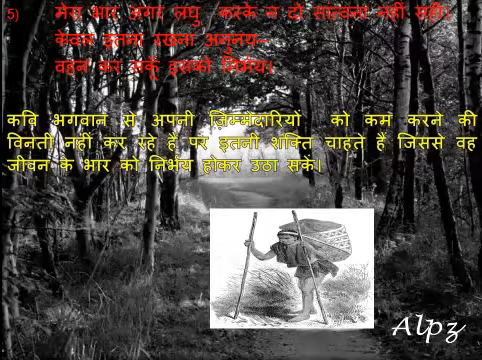 5) मेरा भार अगर लघु करके न दो सांत्वना नहीं सही।
केवल इतना रखना अनुनय–
वहन कर सकूँ इसको निर्भय।
कवि भगवान से अपनी ज़िम्मेदारियों को कम करने की
विनती नहीं कर रहे हैं पर इतनी शक्ति चाहते हैं जिससे वह
जीवन के भार को निर्भय होकर उठा सकें।
Alpz